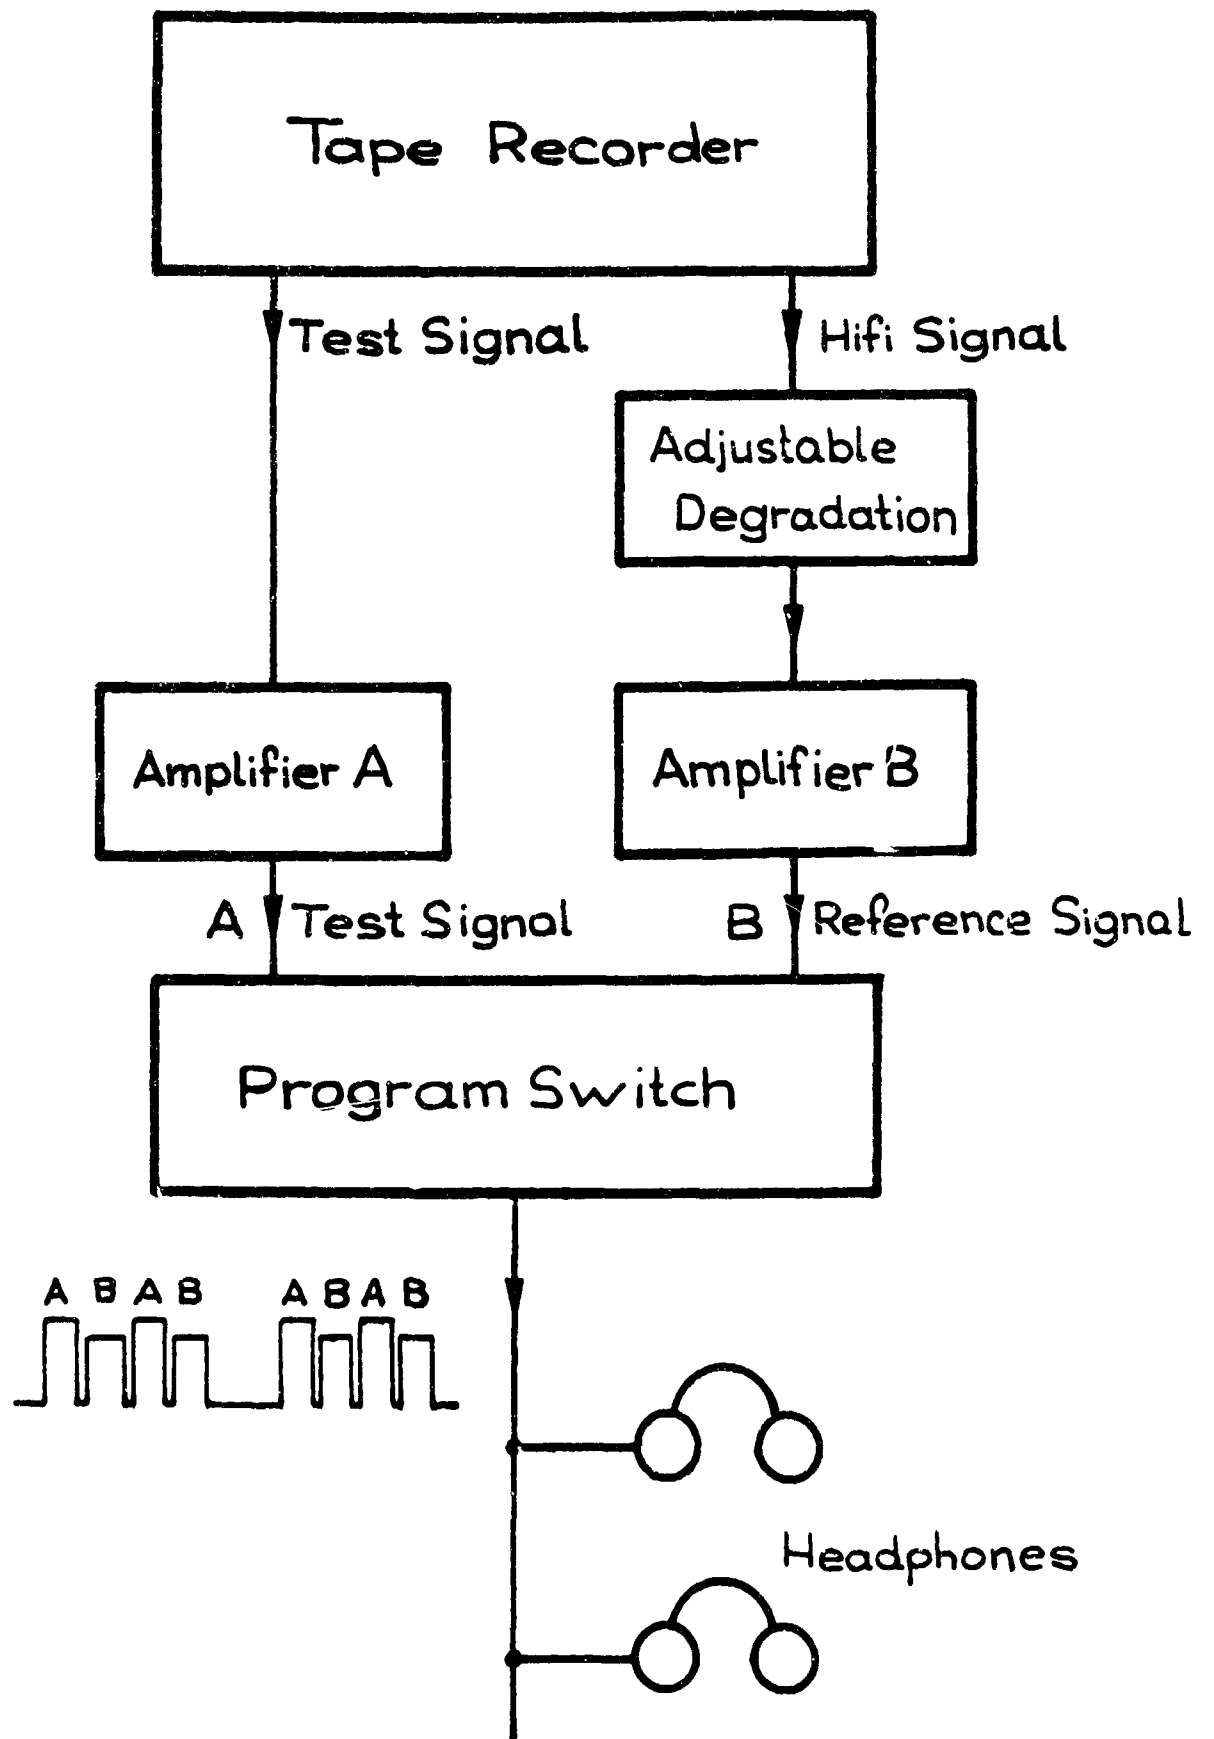 Tape Recorder
Test Signal
Hifi Signal
Adjustable
Degradation
Amplifier A
Amplifier B
A Test Signal
B Reference Signal
Program Switch
A B A B A B A B
Headphones